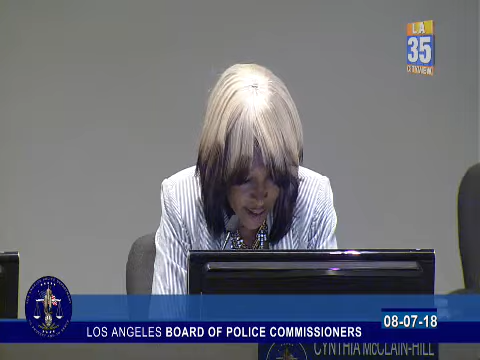 LA
35
LOS ANGELES BOARD OF POLICE COMMISSIONERS
08-07-18
CYNTHIA McCLAIN-HILL